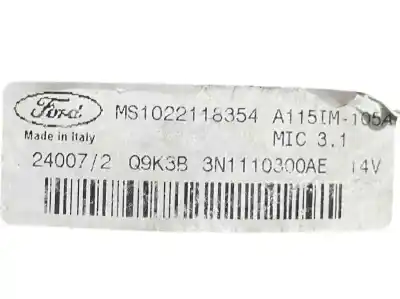 Ford MS1022118354 A115IM-105A
Made in Italy MIC 3.1
24007/2 Q9K3B 3N1110300AE 14V